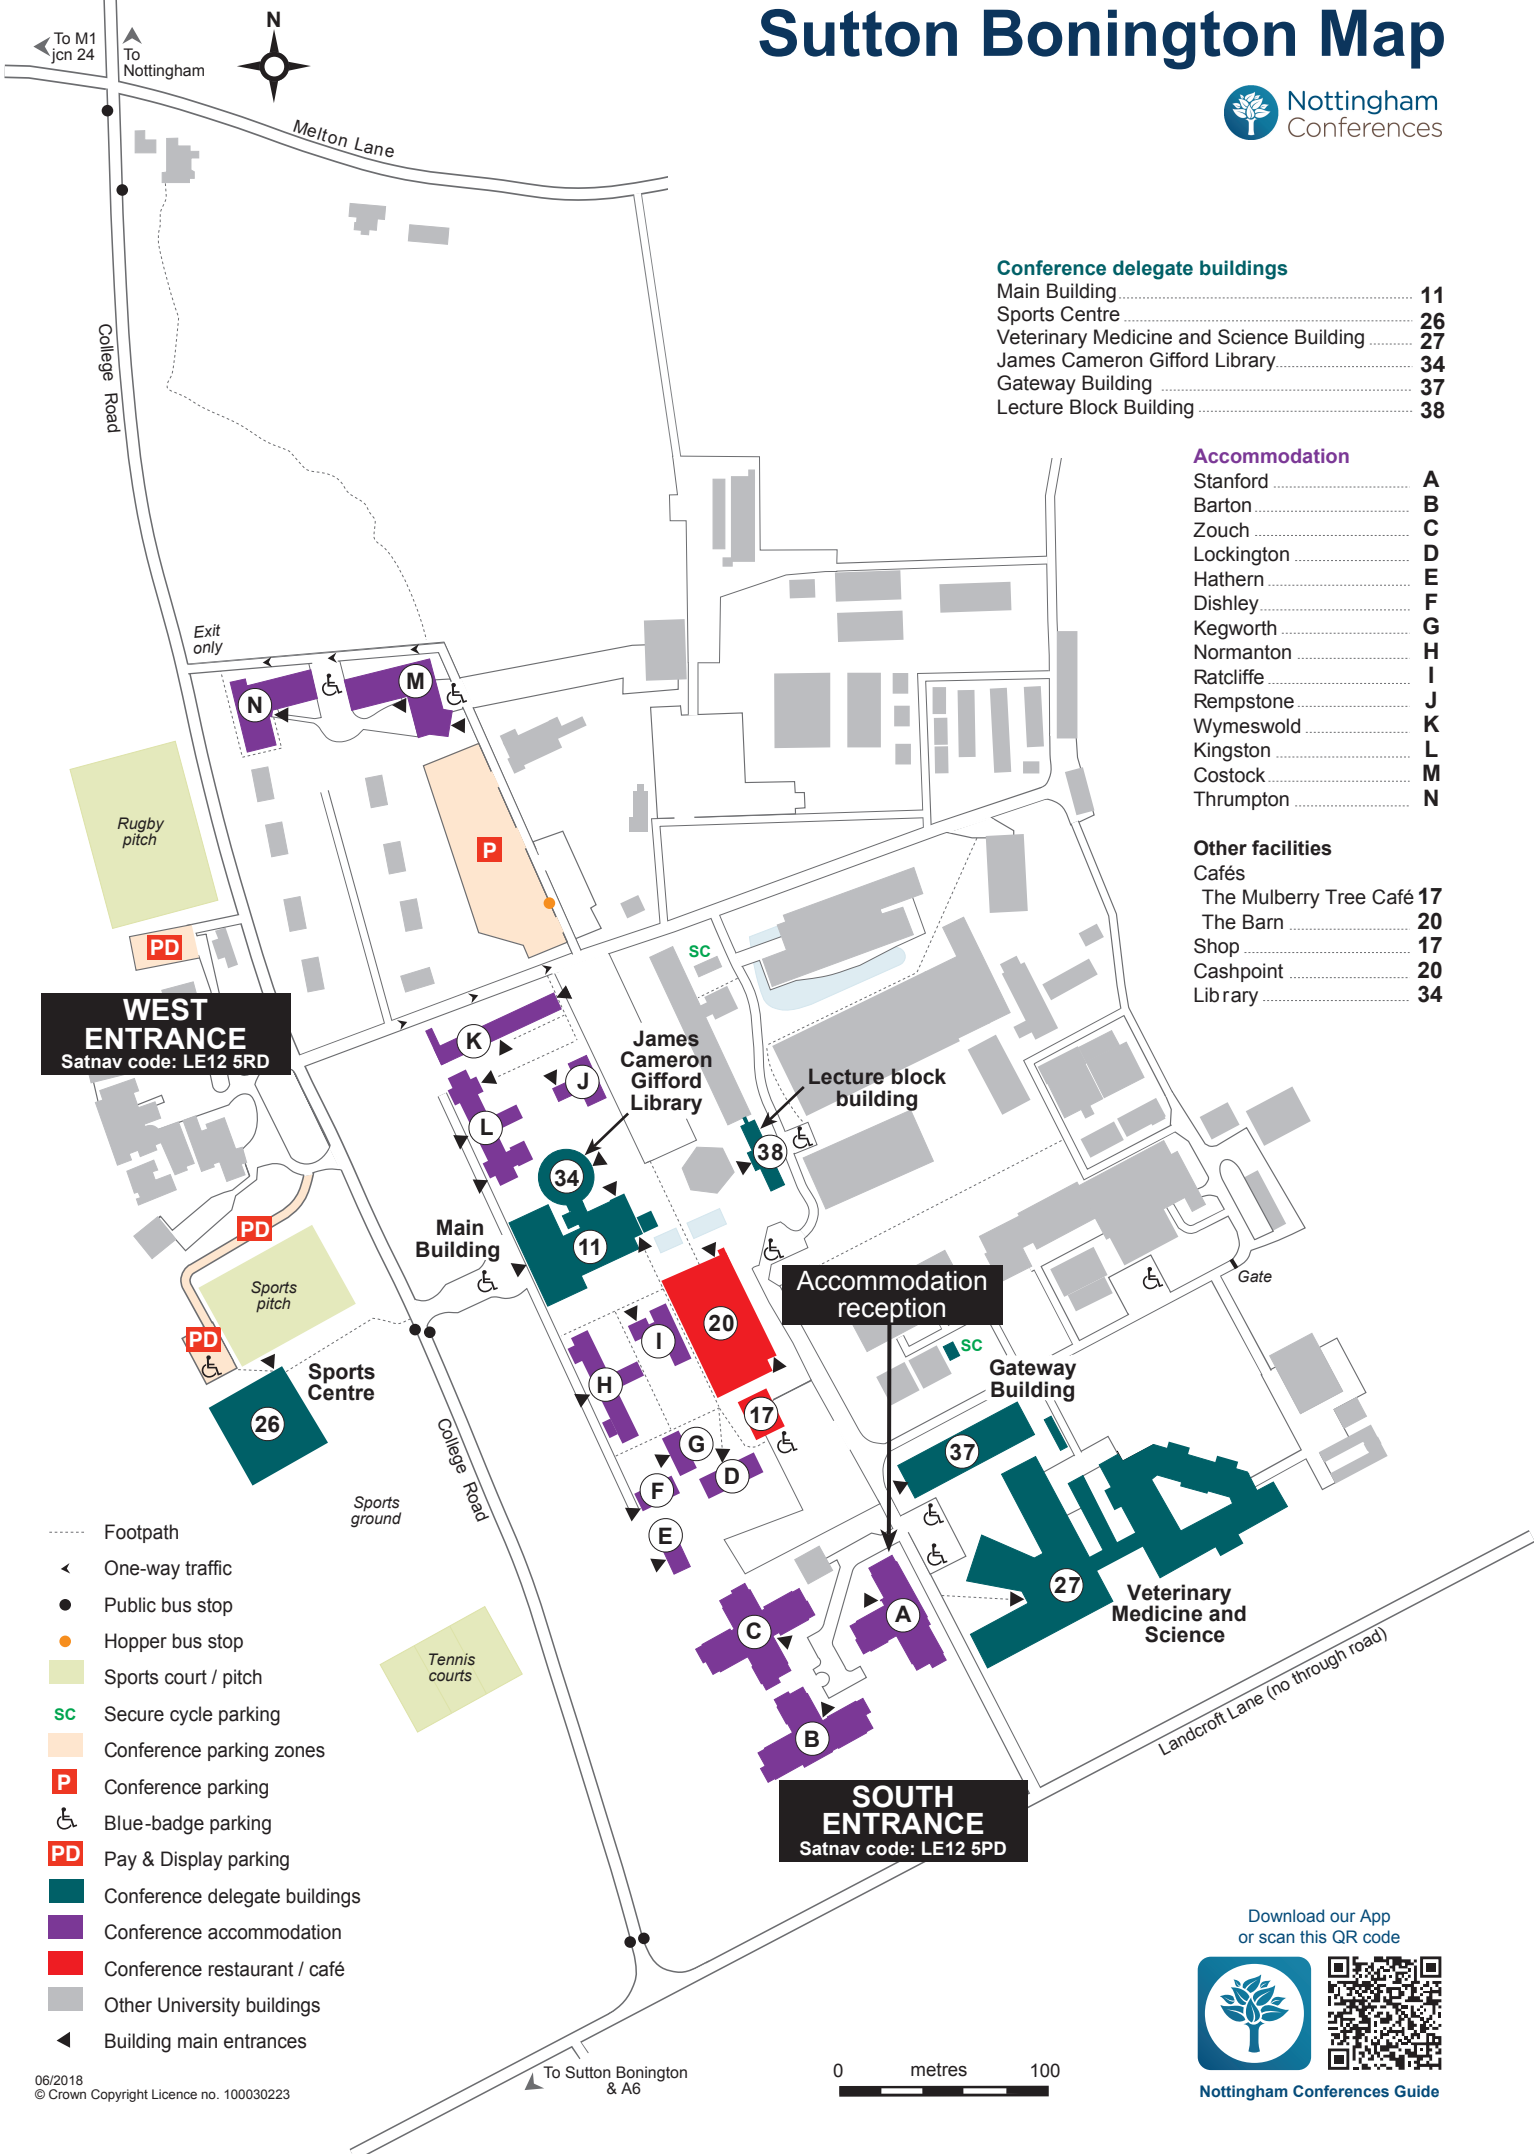 Sutton Bonington Map
Nottingham
Conferences
N
To M1
jcn 24
To
Nottingham
Melton Lane
College Road
Conference delegate buildings
Main Building 11
Sports Centre 26
Veterinary Medicine and Science Building 27
James Cameron Gifford Library 34
Gateway Building 37
Lecture Block Building 38
Accommodation
Stanford A
Barton B
Zouch C
Lockington D
Hathern E
Dishley F
Kegworth G
Normanton H
Ratcliffe I
Rempstone J
Wymeswold K
Kingston L
Costock M
Thrumpton N
Other facilities
Cafés
The Mulberry Tree Café 17
The Barn 20
Shop 17
Cashpoint 20
Library 34
Exit
only
N
M
Rugby
pitch
P
PD
SC
WEST
ENTRANCE
Satnav code: LE12 5RD
K
J
L
James
Cameron
Gifford
Library
Lecture block
building
38
34
Main
Building
11
PD
Sports
pitch
PD
Sports
Centre
26
Accommodation
reception
Gate
20
I
H
SC
Gateway
Building
17
37
G
D
F
E
College Road
Sports
ground
27
Veterinary
Medicine and
Science
A
C
B
Tennis
courts
Landcroft Lane (no through road)
SOUTH
ENTRANCE
Satnav code: LE12 5PD
Footpath
One-way traffic
Public bus stop
Hopper bus stop
Sports court / pitch
SC Secure cycle parking
Conference parking zones
P Conference parking
Blue-badge parking
PD Pay & Display parking
Conference delegate buildings
Conference accommodation
Conference restaurant / café
Other University buildings
Building main entrances
06/2018
© Crown Copyright Licence no. 100030223
To Sutton Bonington
& A6
0 metres 100
Download our App
or scan this QR code
Nottingham Conferences Guide